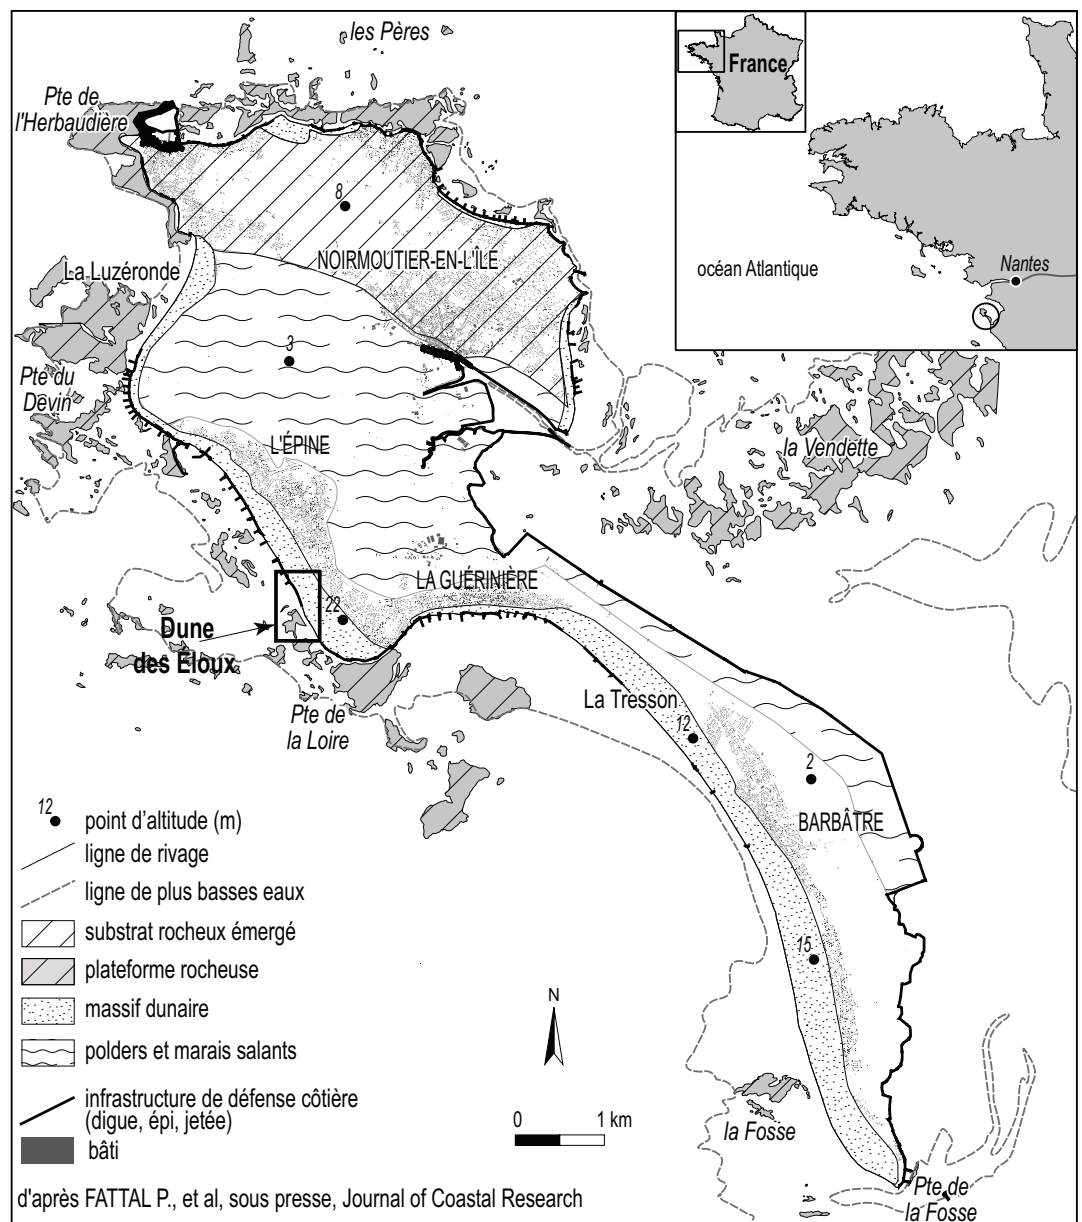 les Pères
Pte de
l'Herbaudière
France
8
NOIRMOUTIER-EN-L'ÎLE
La Luzéronde
océan Atlantique
Nantes
3
Pte du
Devin
L'ÉPINE
la Vendette
LA GUÉRINIÈRE
22
Dune
des Éloux
Pte de
la Loire
La Tresson
12
2
BARBÂTRE
15
12
point d'altitude (m)
ligne de rivage
ligne de plus basses eaux
substrat rocheux émergé
plateforme rocheuse
massif dunaire
polders et marais salants
infrastructure de défense côtière
(digue, épi, jetée)
bâti
N
0 1 km
la Fosse
Pte de
la Fosse
d'après FATTAL P., et al, sous presse, Journal of Coastal Research